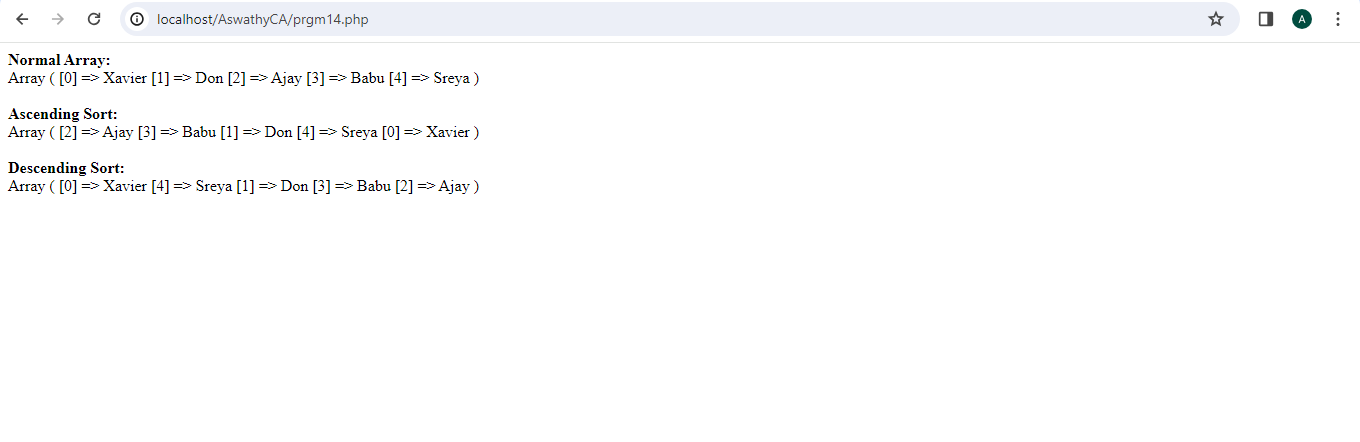 localhost/AswathyCA/prgm14.php
A
Normal Array:
Array ( [0] => Xavier [1] => Don [2] => Ajay [3] => Babu [4] => Sreya )
Ascending Sort:
Array ( [2] => Ajay [3] => Babu [1] => Don [4] => Sreya [0] => Xavier )
Descending Sort:
Array ( [0] => Xavier [4] => Sreya [1] => Don [3] => Babu [2] => Ajay )